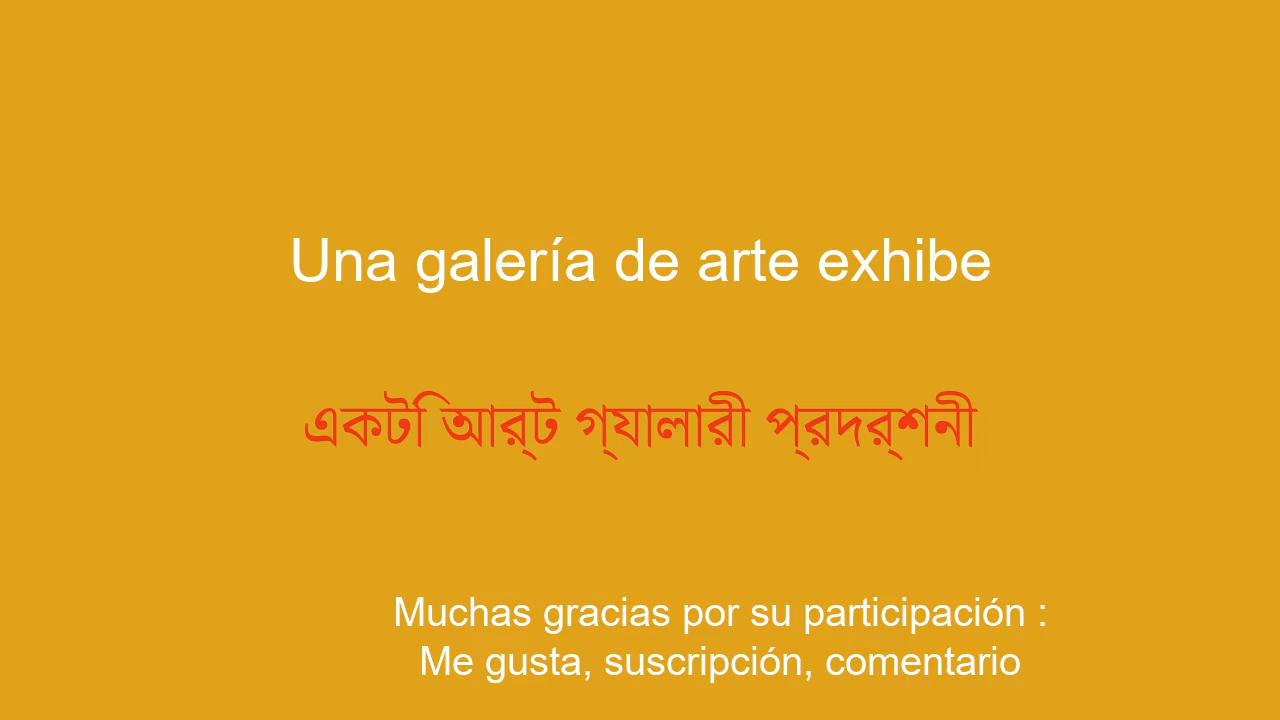 Una galería de arte exhibe
একটি আর্ট গ্যালারী প্রদর্শনী
Muchas gracias por su participación :
Me gusta, suscripción, comentario